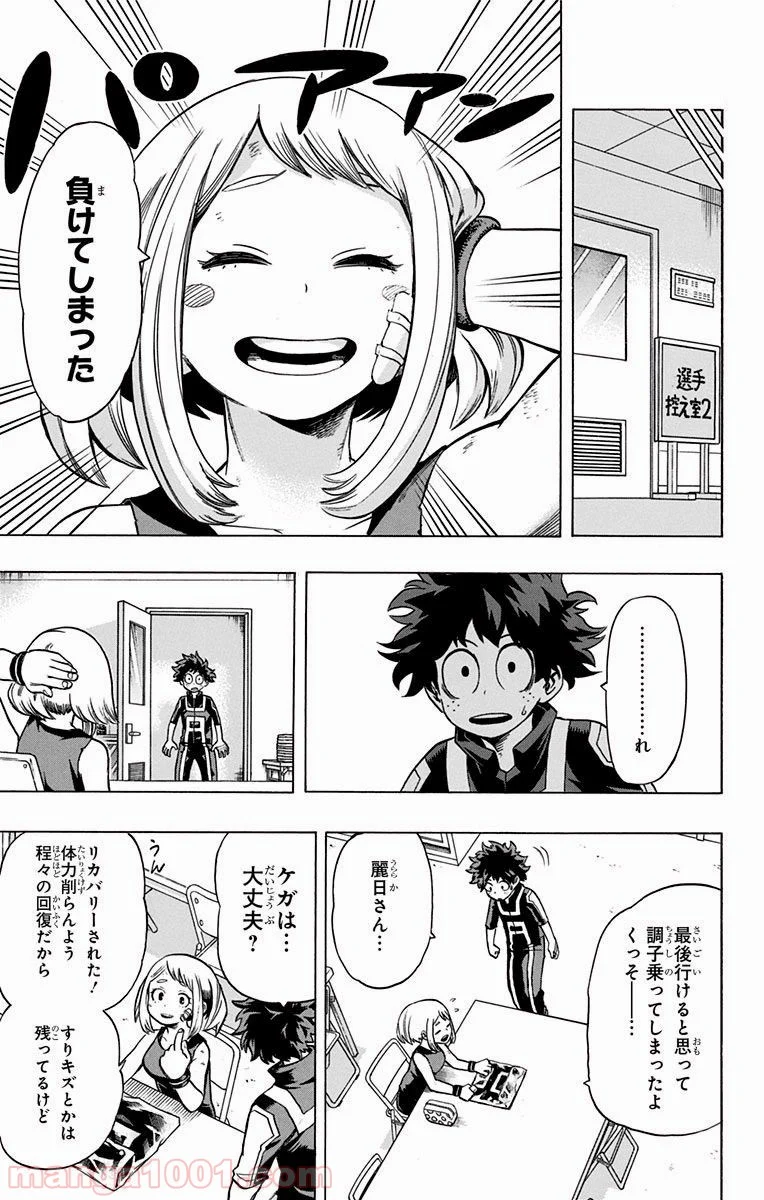 選手
控え室2
パアアン
負けてしまった
…………れ
最後行けると思って
調子乗ってしまったよ
くっそー――
麗日さん…
ケガは…
大丈夫?
うん
リカバリーされた!
体力削らんよう
程々の回復だから
すりキズとかは
残ってるけど
manga1001.com